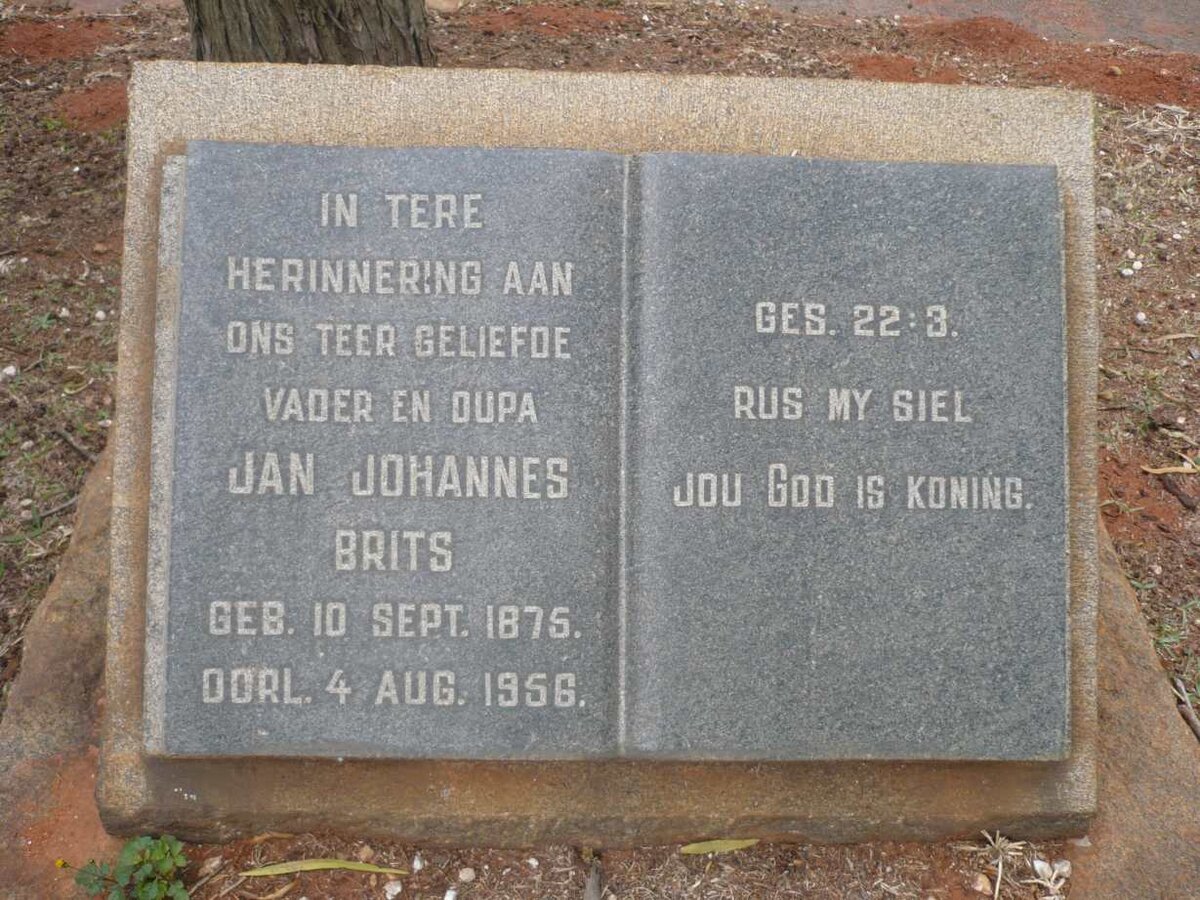 IN TERE
HERINNERING AAN
ONS TEER GELIEFDE
VADER EN OUPA
JAN JOHANNES
BRITS
GEB. 10 SEPT. 1875.
OORL. 4 AUG. 1956.
GES. 22:3.
RUS MY SIEL
JOU GOD IS KONING.